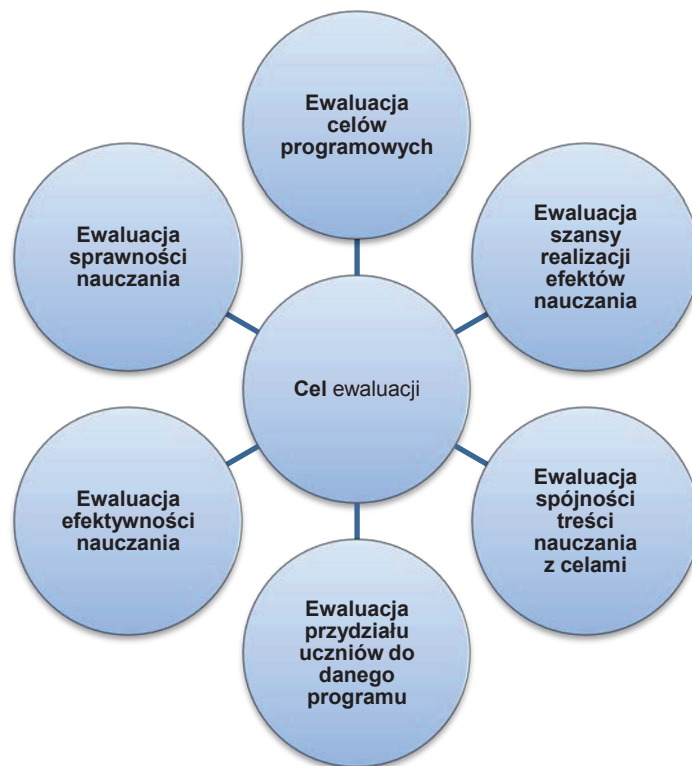 Ewaluacja
celów
programowych
Ewaluacja
szansy
realizacji
efektów
nauczania
Ewaluacja
spójności
treści
nauczania
z celami
Ewaluacja
przydziału
uczniów do
danego
programu
Ewaluacja
efektywności
nauczania
Ewaluacja
sprawności
nauczania
Cel ewaluacji